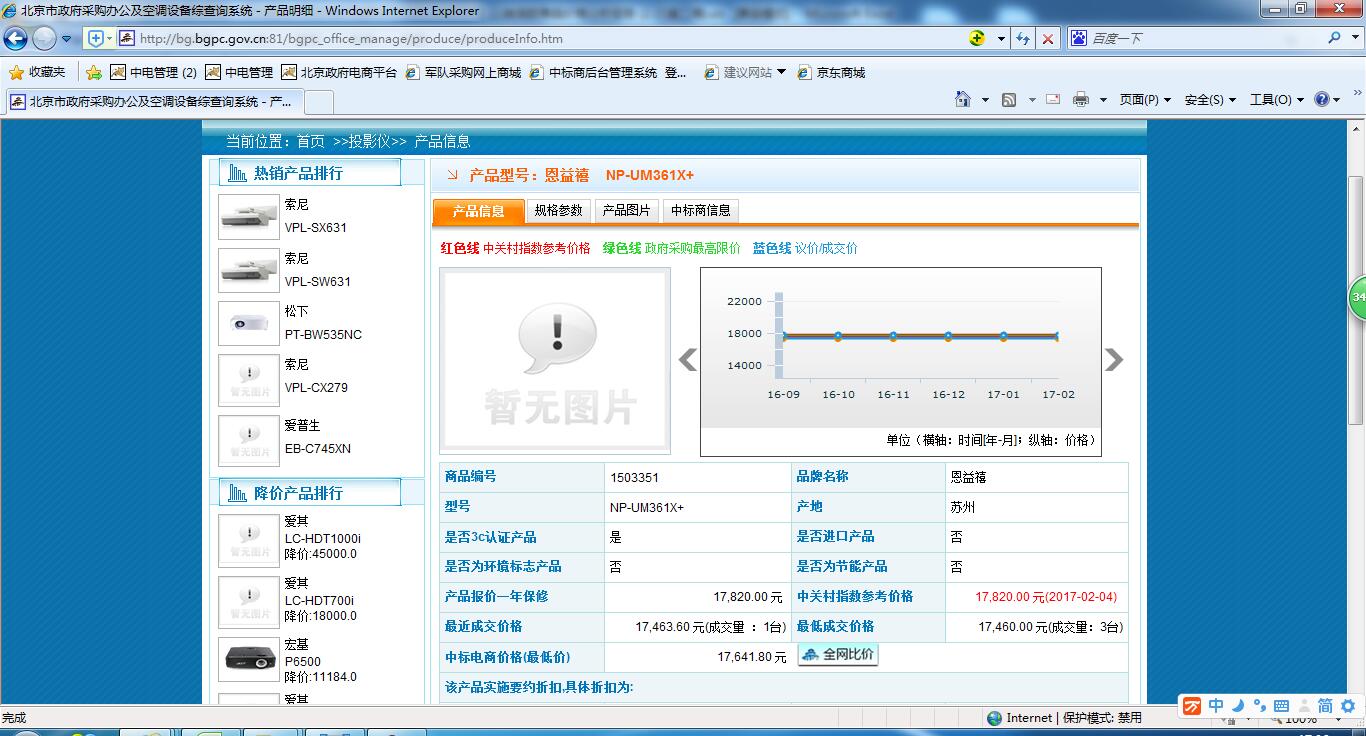 北京市政府采购办公及空调设备综查询系统 - 产品明细 - Windows Internet Explorer
http://bg.bgpc.gov.cn:81/bgpc_office_manage/produce/produceInfo.htm
百度一下
收藏夹 中电管理 (2) 中电管理 北京政府电商平台 军队采购网上商城 中标商后台管理系统 登... 建议网站 京东商城
北京市政府采购办公及空调设备综查询系统 - 产...
页面(P) 安全(S) 工具(O)
当前位置：首页 >>投影仪>> 产品信息
热销产品排行
索尼
VPL-SX631
索尼
VPL-SW631
松下
PT-BW535NC
暂无图片
索尼
VPL-CX279
暂无图片
爱普生
EB-C745XN
降价产品排行
暂无图片
爱其
LC-HDT1000i
降价:45000.0
暂无图片
爱其
LC-HDT700i
降价:18000.0
宏基
P6500
降价:11184.0
爱其
产品型号：恩益禧 NP-UM361X+
产品信息 规格参数 产品图片 中标商信息
红色线 中关村指数参考价格 绿色线 政府采购最高限价 蓝色线 议价/成交价
暂无图片
22000
18000
14000
16-09 16-10 16-11 16-12 17-01 17-02
单位（横轴：时间[年-月]；纵轴：价格）
商品编号 1503351 品牌名称 恩益禧
型号 NP-UM361X+ 产地 苏州
是否3c认证产品 是 是否进口产品 否
是否为环境标志产品 否 是否为节能产品 否
产品报价一年保修 17,820.00 元 中关村指数参考价格 17,820.00 元(2017-02-04)
最近成交价格 17,463.60 元(成交量 ：1台) 最低成交价格 17,460.00 元(成交量：3台)
中标电商价格(最低价) 17,641.80 元 全网比价
该产品实施要约折扣,具体折扣为:
34
完成
Internet | 保护模式: 禁用
中 简
100%